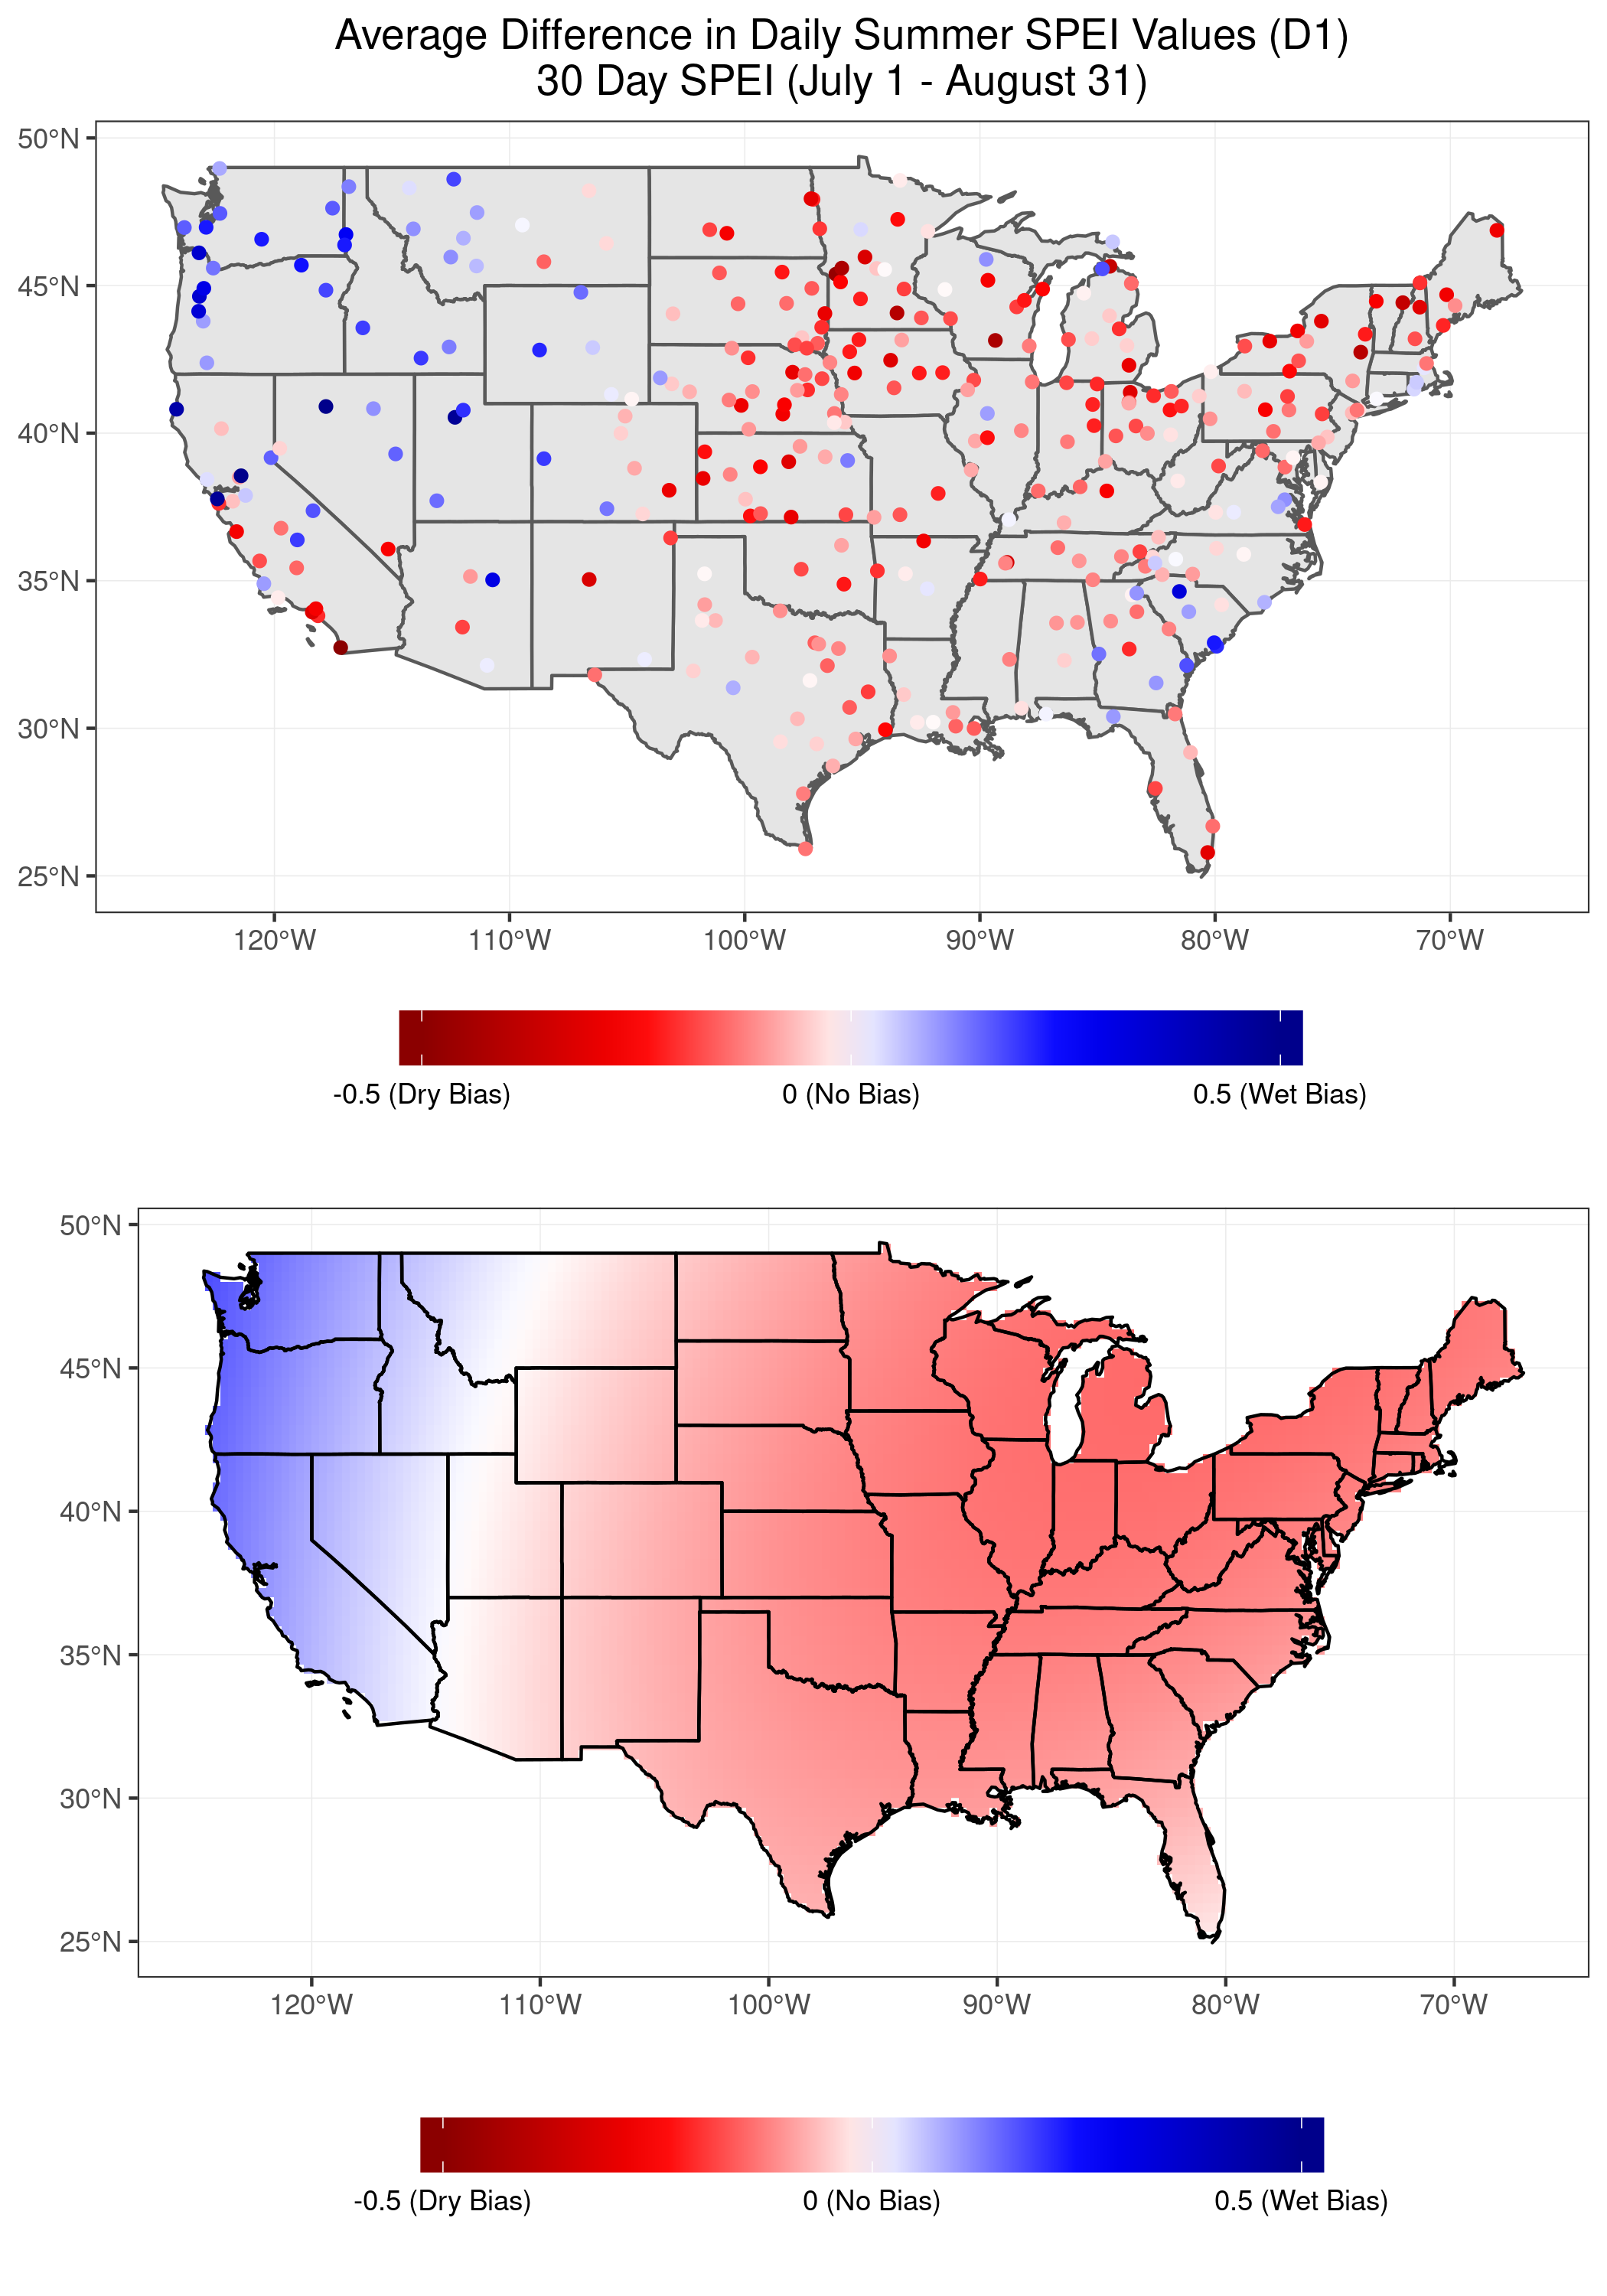 Average Difference in Daily Summer SPEI Values (D1)
30 Day SPEI (July 1 - August 31)
50°N
45°N
40°N
35°N
30°N
25°N
120°W 110°W 100°W 90°W 80°W 70°W
-0.5 (Dry Bias) 0 (No Bias) 0.5 (Wet Bias)
50°N
45°N
40°N
35°N
30°N
25°N
120°W 110°W 100°W 90°W 80°W 70°W
-0.5 (Dry Bias) 0 (No Bias) 0.5 (Wet Bias)